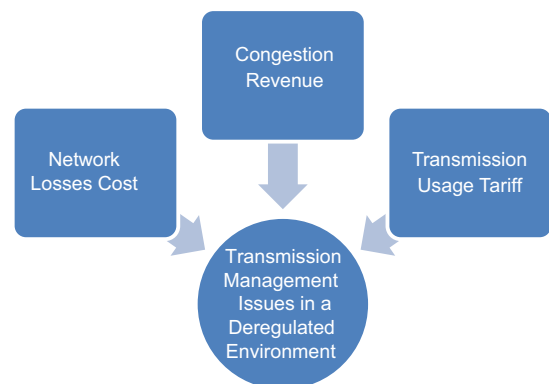 Congestion
Revenue
Network
Losses Cost
Transmission
Usage Tariff
Transmission
Management
Issues in a
Deregulated
Environment